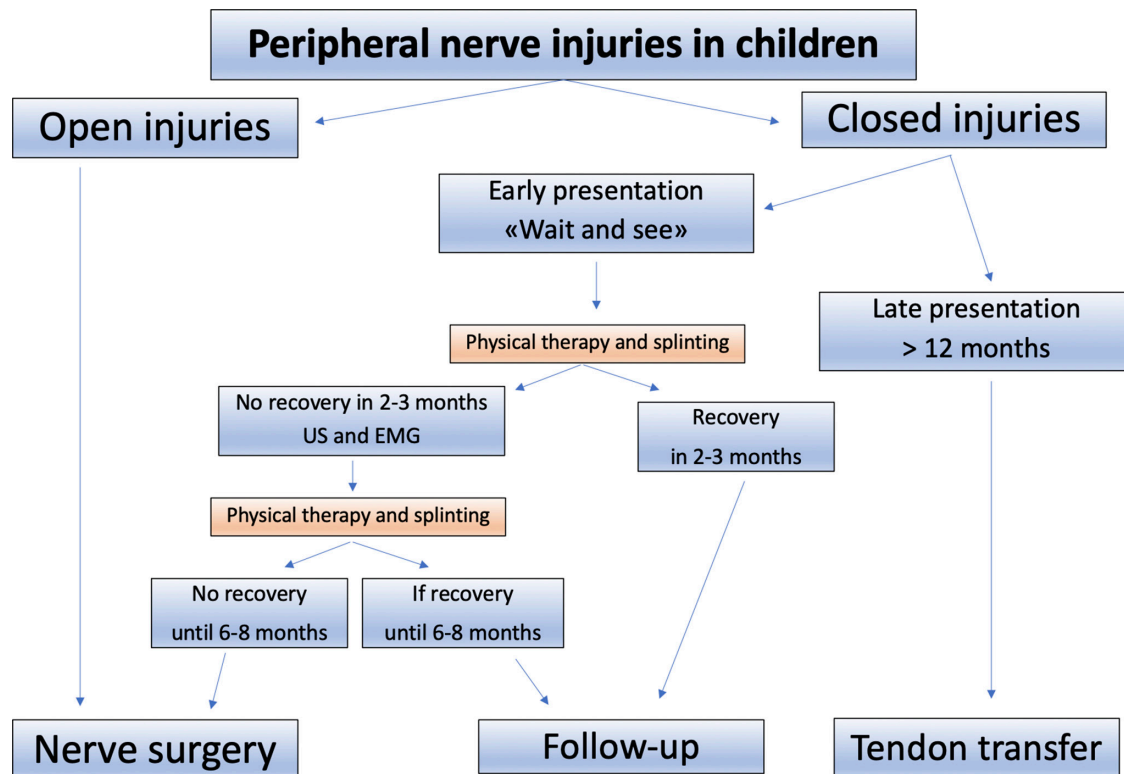 Peripheral nerve injuries in children
Open injuries
Closed injuries
Early presentation
«Wait and see»
Late presentation
> 12 months
Physical therapy and splinting
No recovery in 2-3 months
US and EMG
Recovery
in 2-3 months
Physical therapy and splinting
No recovery
until 6-8 months
If recovery
until 6-8 months
Nerve surgery
Follow-up
Tendon transfer